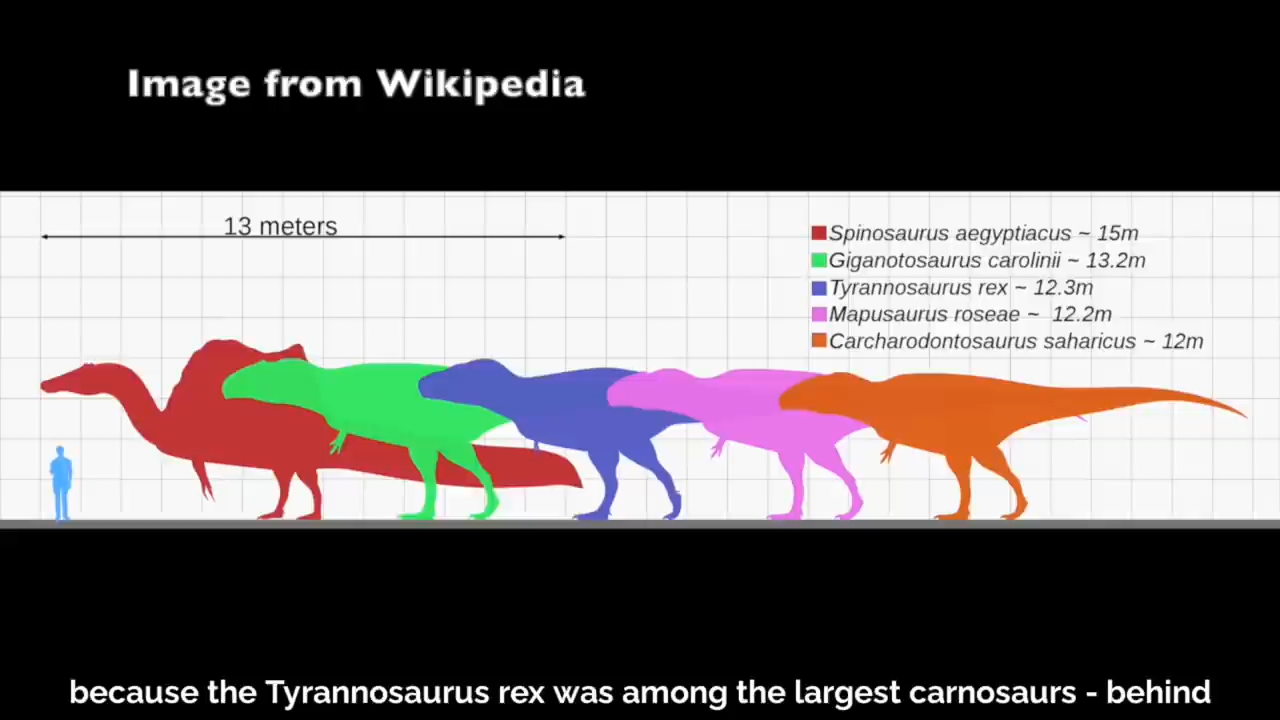 Image from Wikipedia
13 meters
Spinosaurus aegyptiacus ~ 15m
Giganotosaurus carolinii ~ 13.2m
Tyrannosaurus rex ~ 12.3m
Mapusaurus roseae ~ 12.2m
Carcharodontosaurus saharicus ~ 12m
because the Tyrannosaurus rex was among the largest carnosaurs - behind